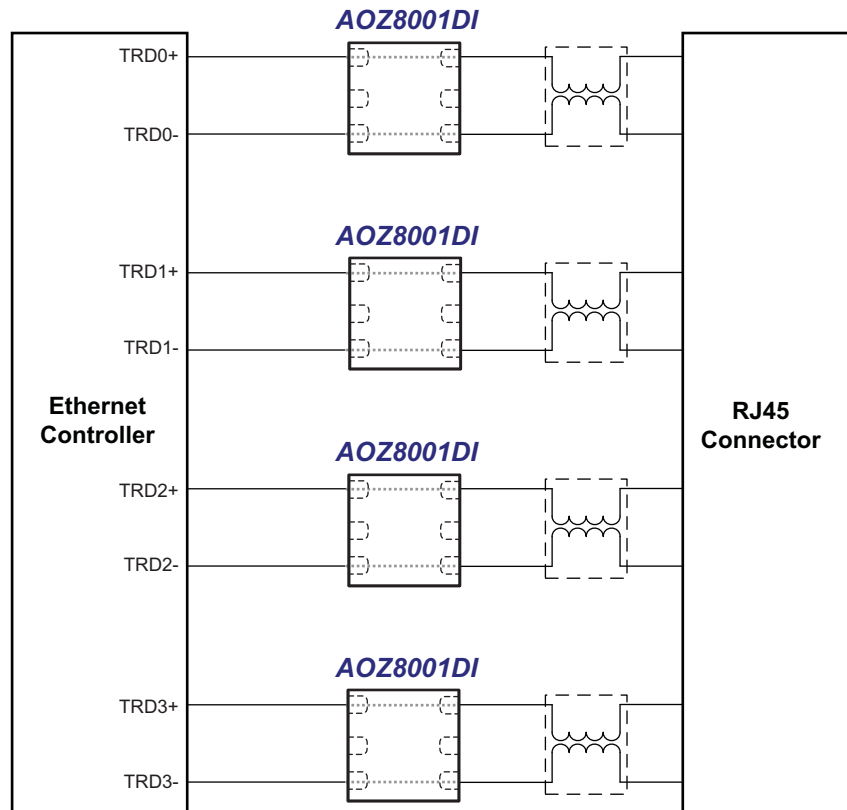 AOZ8001DI
TRD0+
TRD0-
AOZ8001DI
TRD1+
TRD1-
Ethernet
Controller
RJ45
Connector
AOZ8001DI
TRD2+
TRD2-
AOZ8001DI
TRD3+
TRD3-